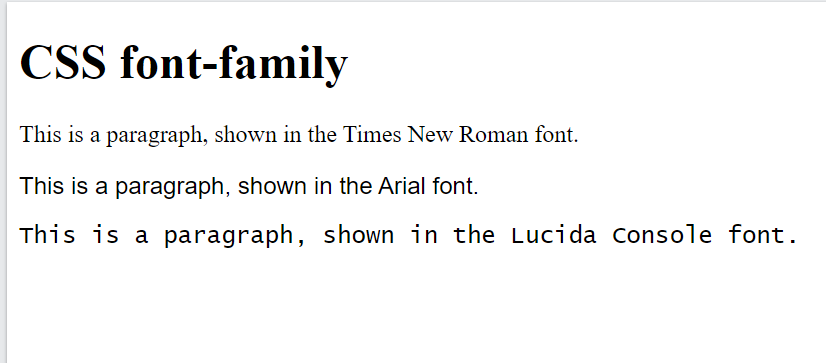 CSS font-family
This is a paragraph, shown in the Times New Roman font.
This is a paragraph, shown in the Arial font.
This is a paragraph, shown in the Lucida Console font.